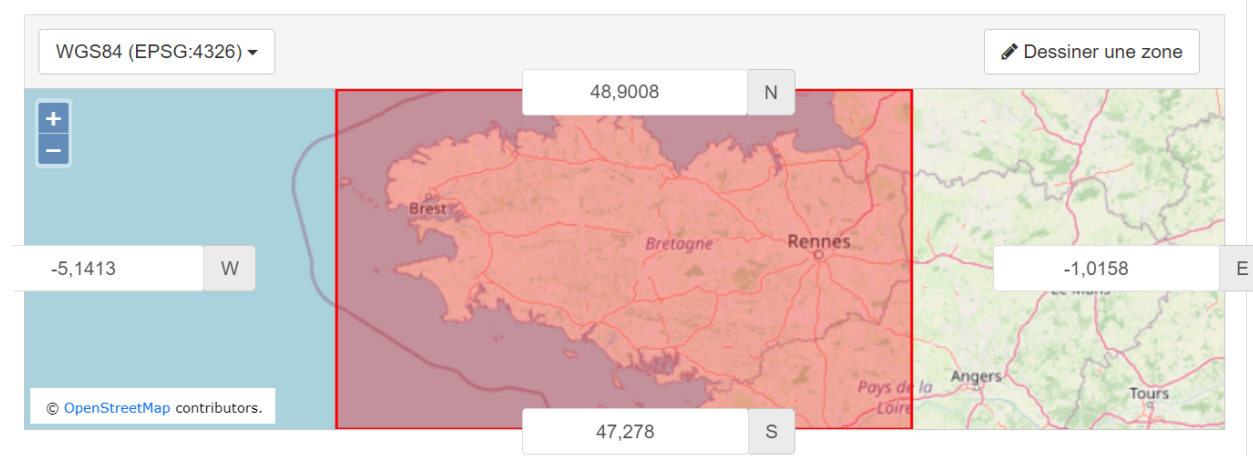 WGS84 (EPSG:4326)
Dessiner une zone
48,9008 N
+
−
Brest
Bretagne
Rennes
-5,1413 W
-1,0158 E
Le Mans
Angers
Pays de la
Loire
Tours
© OpenStreetMap contributors.
47,278 S